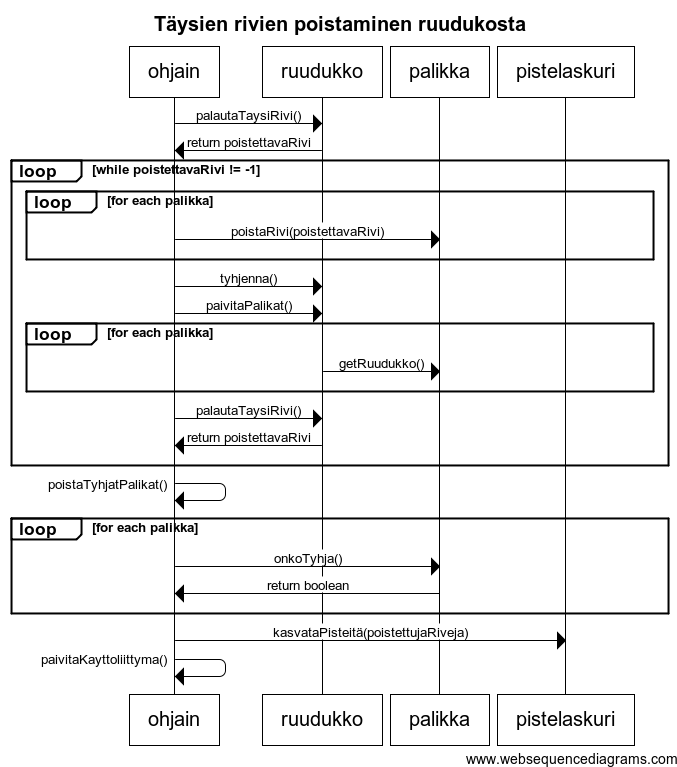 Täysien rivien poistaminen ruudukosta
ohjain ruudukko palikka pistelaskuri
palautaTaysiRivi()
return poistettavaRivi
loop [while poistettavaRivi != -1]
loop [for each palikka]
poistaRivi(poistettavaRivi)
tyhjenna()
paivitaPalikat()
loop [for each palikka]
getRuudukko()
palautaTaysiRivi()
return poistettavaRivi
poistaTyhjatPalikat()
loop [for each palikka]
onkoTyhja()
return boolean
kasvataPisteitä(poistettujaRiveja)
paivitaKayttoliittyma()
ohjain ruudukko palikka pistelaskuri
www.websequencediagrams.com